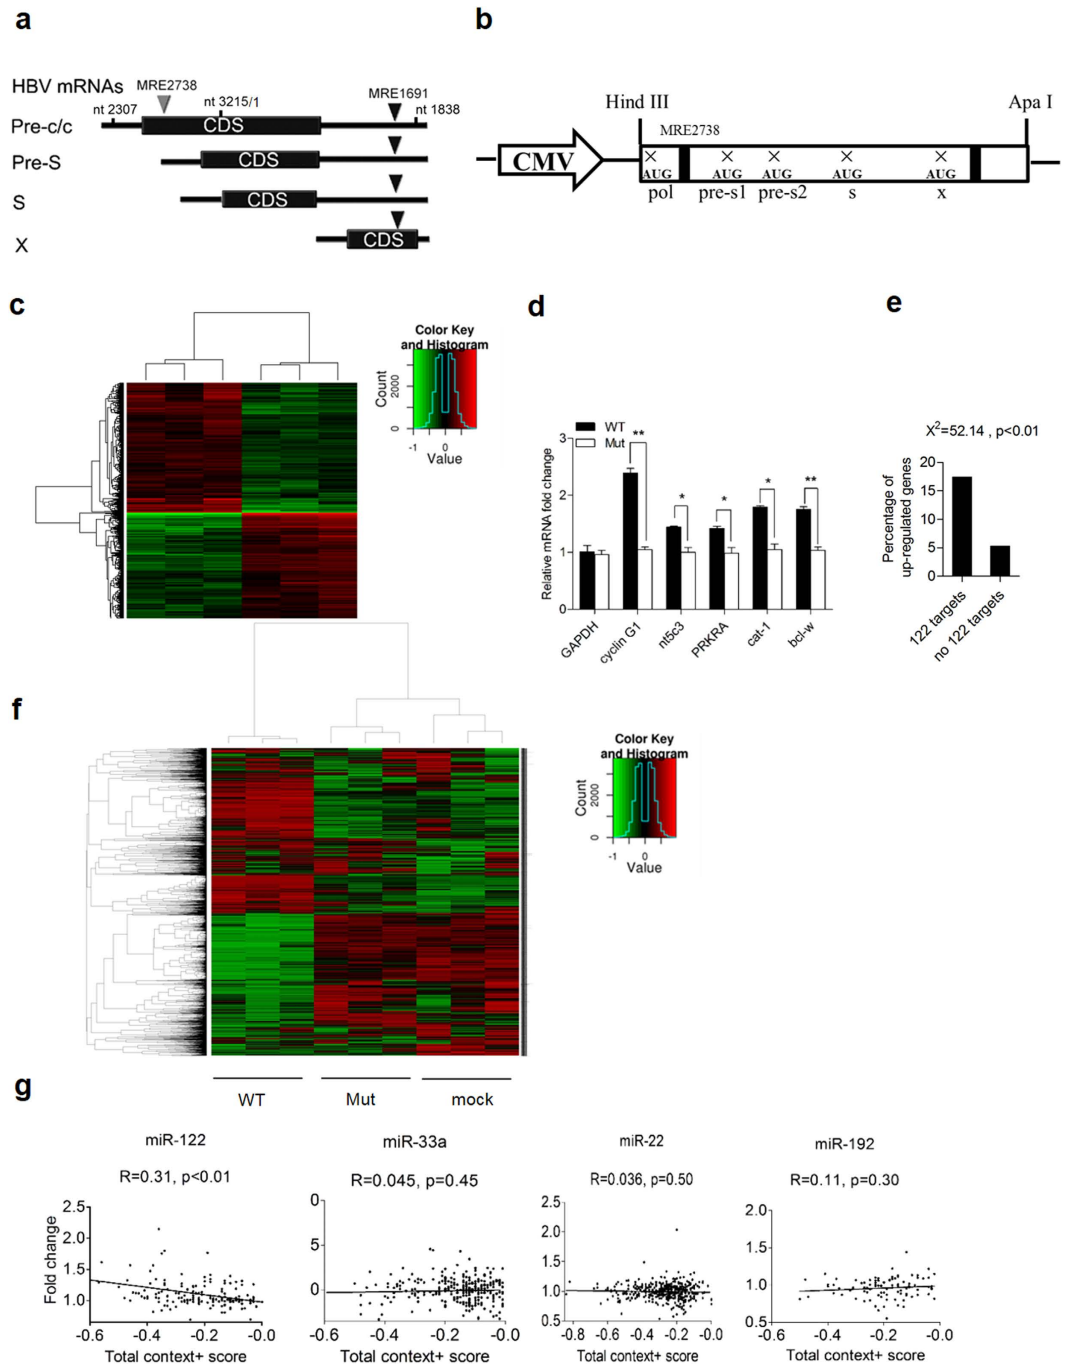 a
HBV mRNAs
MRE2738
MRE1691
nt 2307
nt 3215/1
nt 1838
Pre-c/c
CDS
Pre-S
CDS
S
CDS
X
CDS
b
Hind III
Apa I
MRE2738
CMV
AUG AUG AUG AUG AUG
pol pre-s1 pre-s2 s x
c
Color Key
and Histogram
Count
0 2000
-1 0
Value
d
WT
Mut
Relative mRNA fold change
3
2
1
0
** * * * **
GAPDH
cyclin G1
nt5c3
PRKRA
cat-1
bcl-w
e
X2=52.14 , p<0.01
Percentage of
up-regulated genes
20
15
10
5
0
122 targets
no 122 targets
f
Color Key
and Histogram
Count
0 2000
-1 0
Value
WT Mut mock
g
miR-122
R=0.31, p<0.01
Fold change
2.5
2.0
1.5
1.0
-0.6 -0.4 -0.2 -0.0
Total context+ score
miR-33a
R=0.045, p=0.45
0
5
0
5
-0.6 -0.4 -0.2 -0.0
Total context+ score
miR-22
R=0.036, p=0.50
2.5
2.0
1.5
1.0
0.5
-0.8 -0.6 -0.4 -0.2 -0.0
Total context+ score
miR-192
R=0.11, p=0.30
2.0
1.5
1.0
0.5
-0.6 -0.4 -0.2 -0.0
Total context+ score